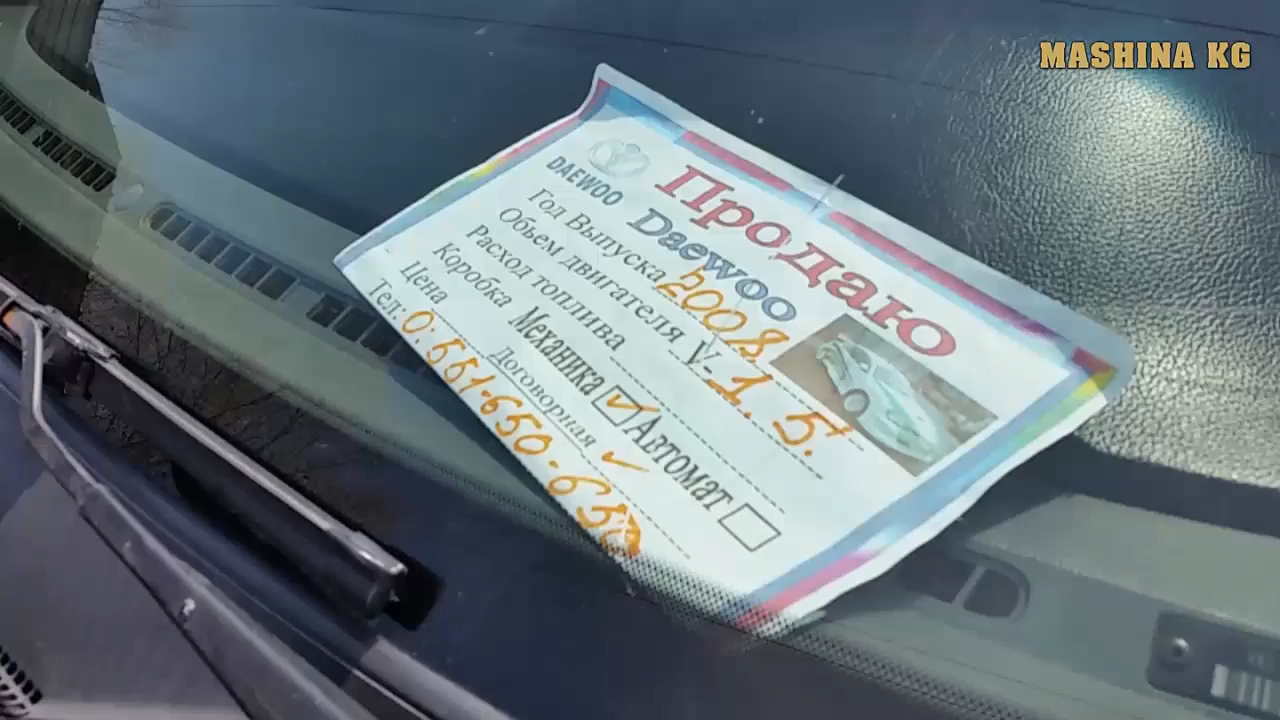 MASHINA KG
DAEWOO
Продаю
Daewoo
Год Выпуска 2008
Объем двигателя V- 1.5.
Расход топлива
Коробка Механика Автомат
Цена Договорная
Тел: 0.551-650-650